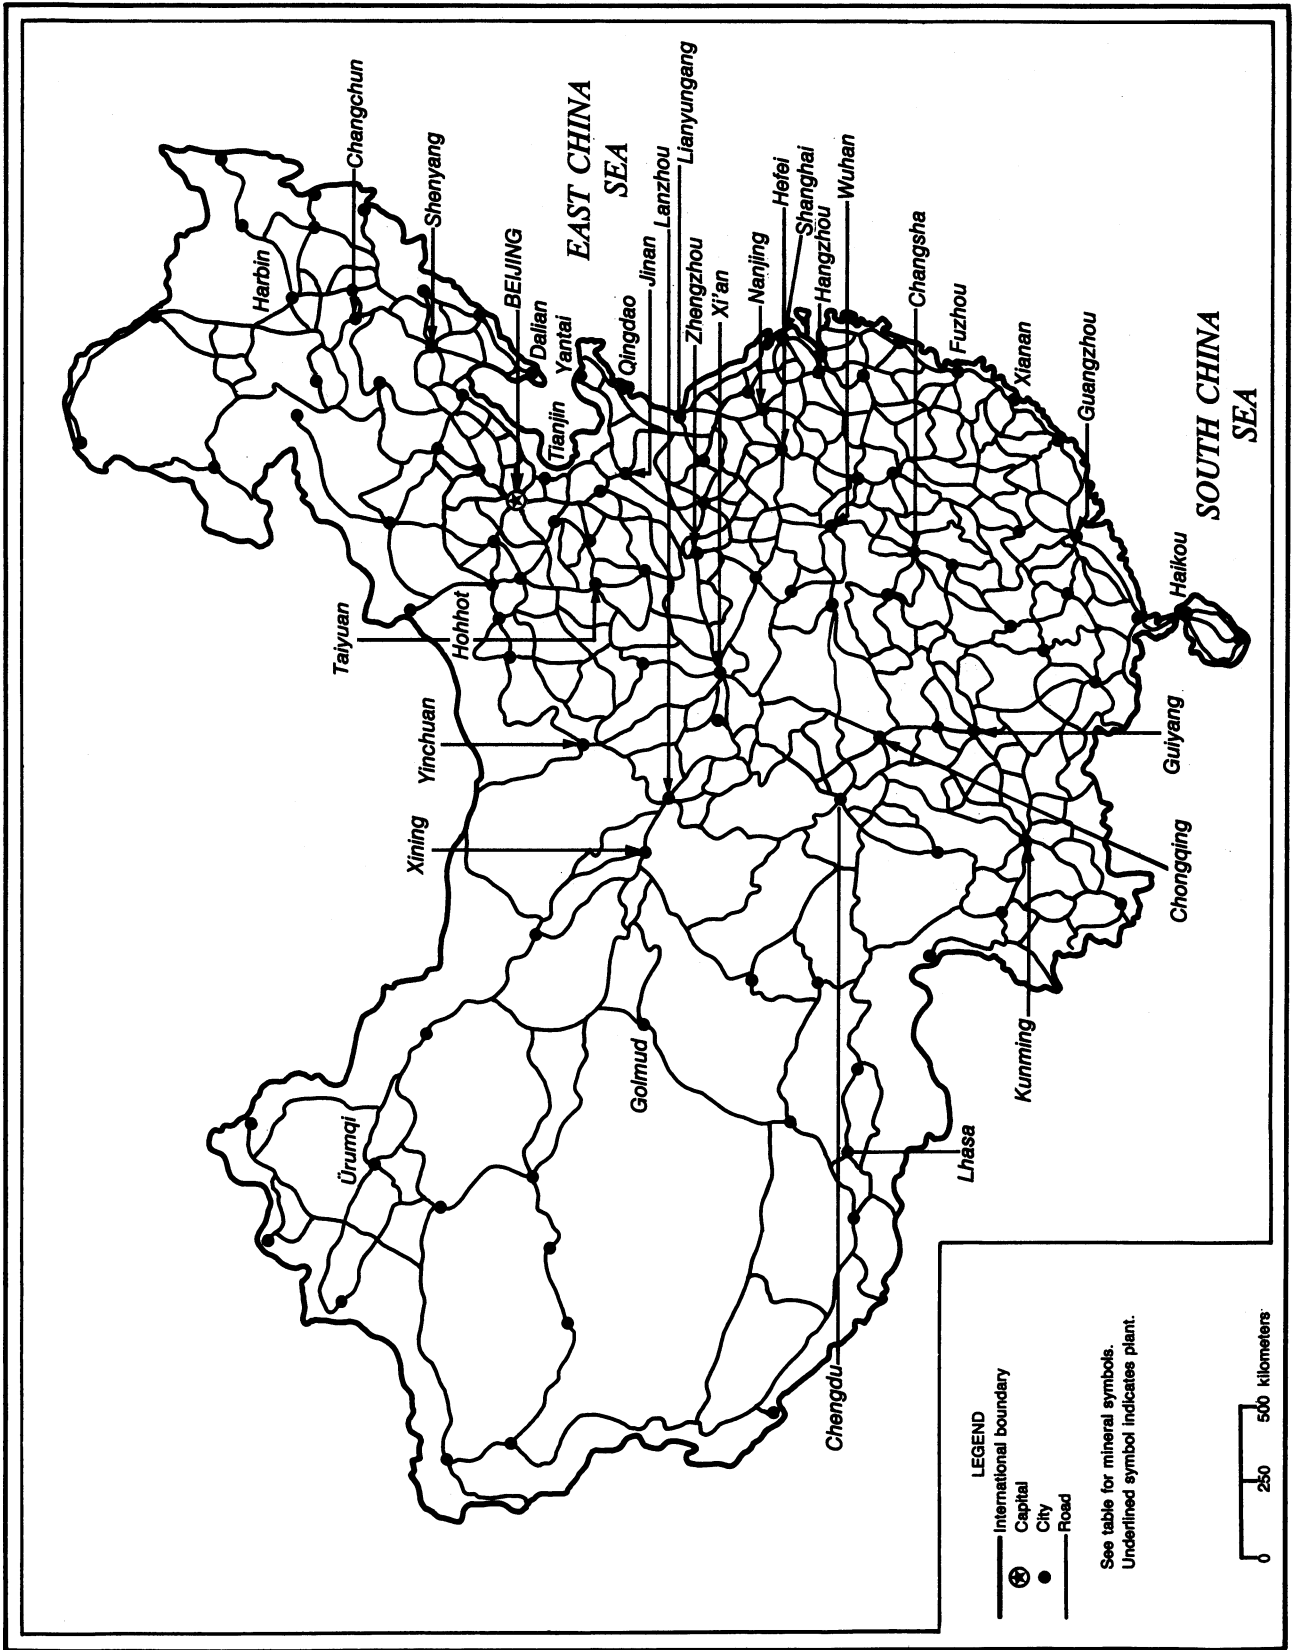 Harbin
Changchun
Shenyang
BEIJING
Dalian
Yantai
Tianjin
Qingdao
Jinan
EAST CHINA
SEA
Lanzhou
Lianyungang
Zhengzhou
Xi'an
Nanjing
Hefei
Shanghai
Hangzhou
Wuhan
Changsha
Fuzhou
Xianan
Guangzhou
SOUTH CHINA
SEA
Haikou
Taiyuan
Hohhot
Yinchuan
Xining
Guiyang
Chongqing
Golmud
Kunming
Ürumqi
Lhasa
Chengdu
LEGEND
International boundary
Capital
City
Road
See table for mineral symbols.
Underlined symbol indicates plant.
0 250 500 kilometers